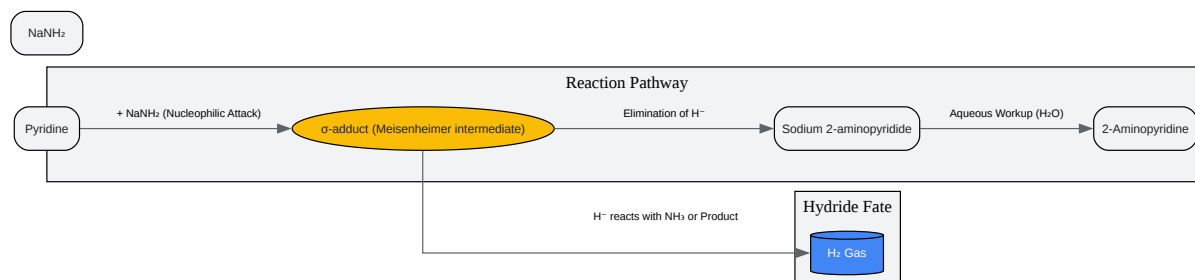 NaNH₂
Reaction Pathway
Pyridine
+ NaNH₂ (Nucleophilic Attack)
σ-adduct (Meisenheimer intermediate)
Elimination of H⁻
Sodium 2-aminopyridide
Aqueous Workup (H₂O)
2-Aminopyridine
H⁻ reacts with NH₃ or Product
Hydride Fate
H₂ Gas